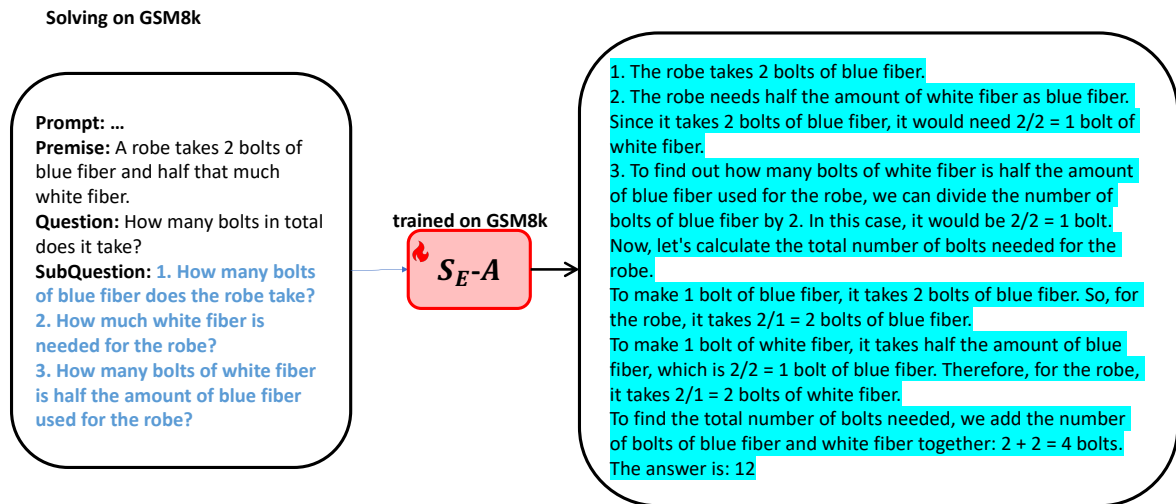 Solving on GSM8k
Prompt: ...
Premise: A robe takes 2 bolts of
blue fiber and half that much
white fiber.
Question: How many bolts in total
does it take?
SubQuestion: 1. How many bolts
of blue fiber does the robe take?
2. How much white fiber is
needed for the robe?
3. How many bolts of white fiber
is half the amount of blue fiber
used for the robe?
trained on GSM8k
S_E-A
1. The robe takes 2 bolts of blue fiber.
2. The robe needs half the amount of white fiber as blue fiber.
Since it takes 2 bolts of blue fiber, it would need 2/2 = 1 bolt of
white fiber.
3. To find out how many bolts of white fiber is half the amount
of blue fiber used for the robe, we can divide the number of
bolts of blue fiber by 2. In this case, it would be 2/2 = 1 bolt.
Now, let's calculate the total number of bolts needed for the
robe.
To make 1 bolt of blue fiber, it takes 2 bolts of blue fiber. So, for
the robe, it takes 2/1 = 2 bolts of blue fiber.
To make 1 bolt of white fiber, it takes half the amount of blue
fiber, which is 2/2 = 1 bolt of blue fiber. Therefore, for the robe,
it takes 2/1 = 2 bolts of white fiber.
To find the total number of bolts needed, we add the number
of bolts of blue fiber and white fiber together: 2 + 2 = 4 bolts.
The answer is: 12